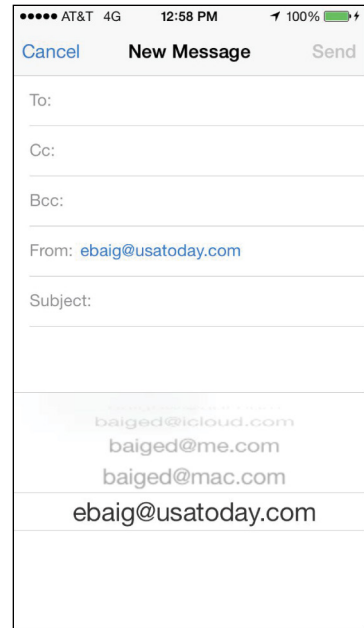 AT&T 4G 12:58 PM 100%
Cancel New Message Send
To:
Cc:
Bcc:
From: ebaig@usatoday.com
Subject:
baiged@icloud.com
baiged@me.com
baiged@mac.com
ebaig@usatoday.com